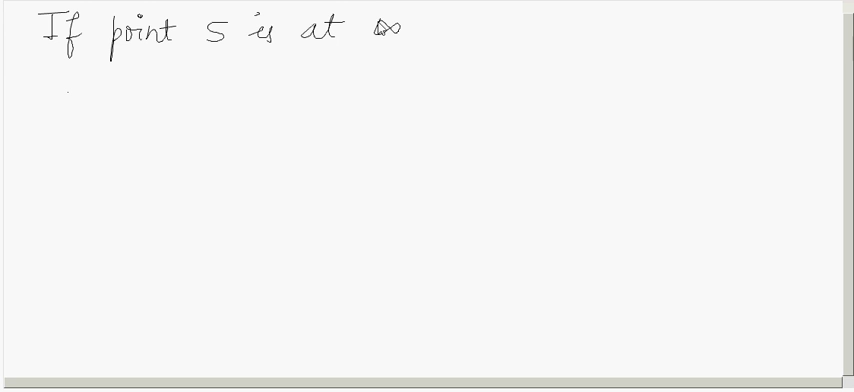 If point S is at ∞